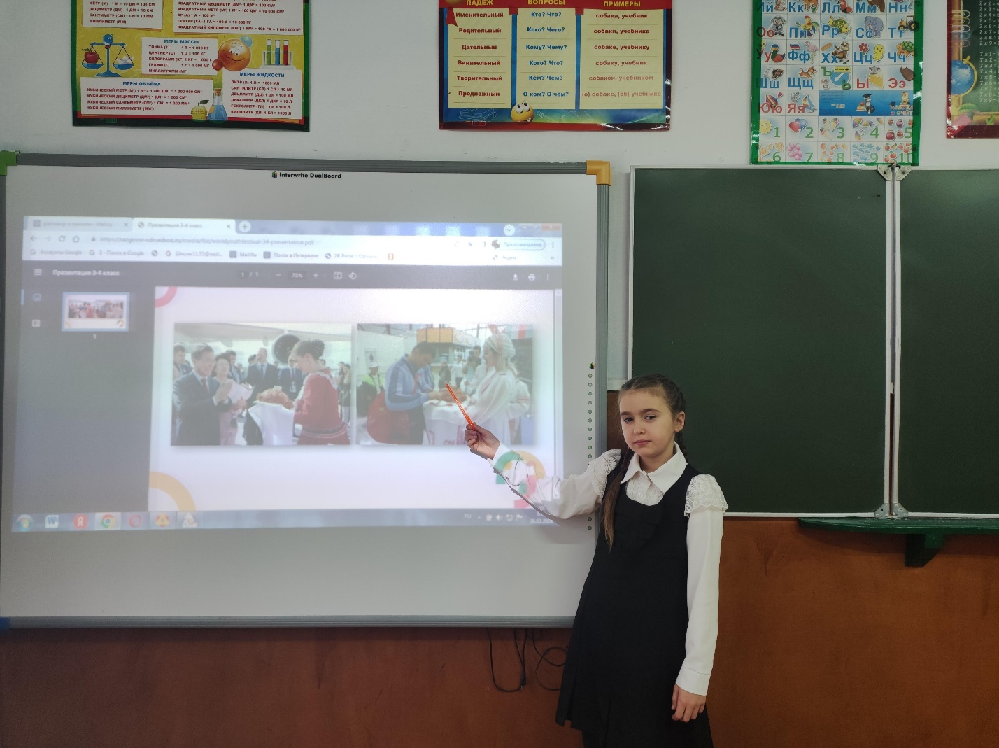 МЕТР (М) 1 М = 10 ДМ = 100 СМ
ДЕЦИМЕТР (ДМ) 1 ДМ = 10 СМ
САНТИМЕТР (СМ) 1 СМ = 10 ММ
МИЛЛИМЕТР (ММ)
КВАДРАТНЫЙ МЕТР (М²) 1 М² = 100 ДМ² = 10 000 СМ²
АР (А) 1 А = 100 М²
ГЕКТАР (ГА) 1 ГА = 100 А = 10 000 М²
КВАДРАТНЫЙ КИЛОМЕТР (КМ²) 1 КМ² = 100 ГА = 1 000 000 М²
МЕРЫ МАССЫ
ТОННА (Т) 1 Т = 1 000 КГ
ЦЕНТНЕР (Ц) 1 Ц = 100 КГ
КИЛОГРАММ (КГ) 1 КГ = 1 000 Г
ГРАММ (Г) 1 Г = 1 000 МГ
МИЛЛИГРАММ (МГ)
МЕРЫ ОБЪЁМА
КУБИЧЕСКИЙ МЕТР (М³) 1 М³ = 1 000 ДМ³ = 1 000 000 СМ³
КУБИЧЕСКИЙ ДЕЦИМЕТР (ДМ³) 1 ДМ³ = 1 000 СМ³
КУБИЧЕСКИЙ САНТИМЕТР (СМ³) 1 СМ³ = 1 000 ММ³
КУБИЧЕСКИЙ МИЛЛИМЕТР (ММ³)
МЕРЫ ЖИДКОСТИ
ЛИТР (Л) 1 Л = 1000 МЛ
САНТИЛИТР (СЛ) 1 СЛ = 10 МЛ
ДЕЦИЛИТР (ДЛ) 1 ДЛ = 100 МЛ
ДЕКАЛИТР (ДКЛ) 1 ДКЛ = 10 Л
ГЕКТОЛИТР (ГЛ) 1 ГЛ = 100 Л
КИЛОЛИТР (КЛ) 1 КЛ = 1000 Л
ПАДЕЖ ВОПРОСЫ ПРИМЕРЫ
Именительный Кто? Что? собака, учебник
Родительный Кого? Чего? собаки, учебника
Дательный Кому? Чему? собаке, учебнику
Винительный Кого? Что? собаку, учебник
Творительный Кем? Чем? собакой, учебником
Предложный О ком? О чём? (о) собаке, (об) учебнике
Йй Кк Лл Мм Нн
Оо Пп Рр Сс Тт
Уу Фф Хх Цц Чч
Шш Щщ Ъ Ы Ээ
Юю Яя
1 2 3 4 5
6 7 8 9 10
Interwrite DualBoard
Презентация 3-4 класс
https://razgovor-cdn.edsoo.ru/media/file/worldyouthfestival-34-presentation.pdf
Аккаунты Google
3 - Поиск в Google
Mail.Ru
Поиск в Интернете
Презентация 3-4 класс
1 / 1
75%
1
RU